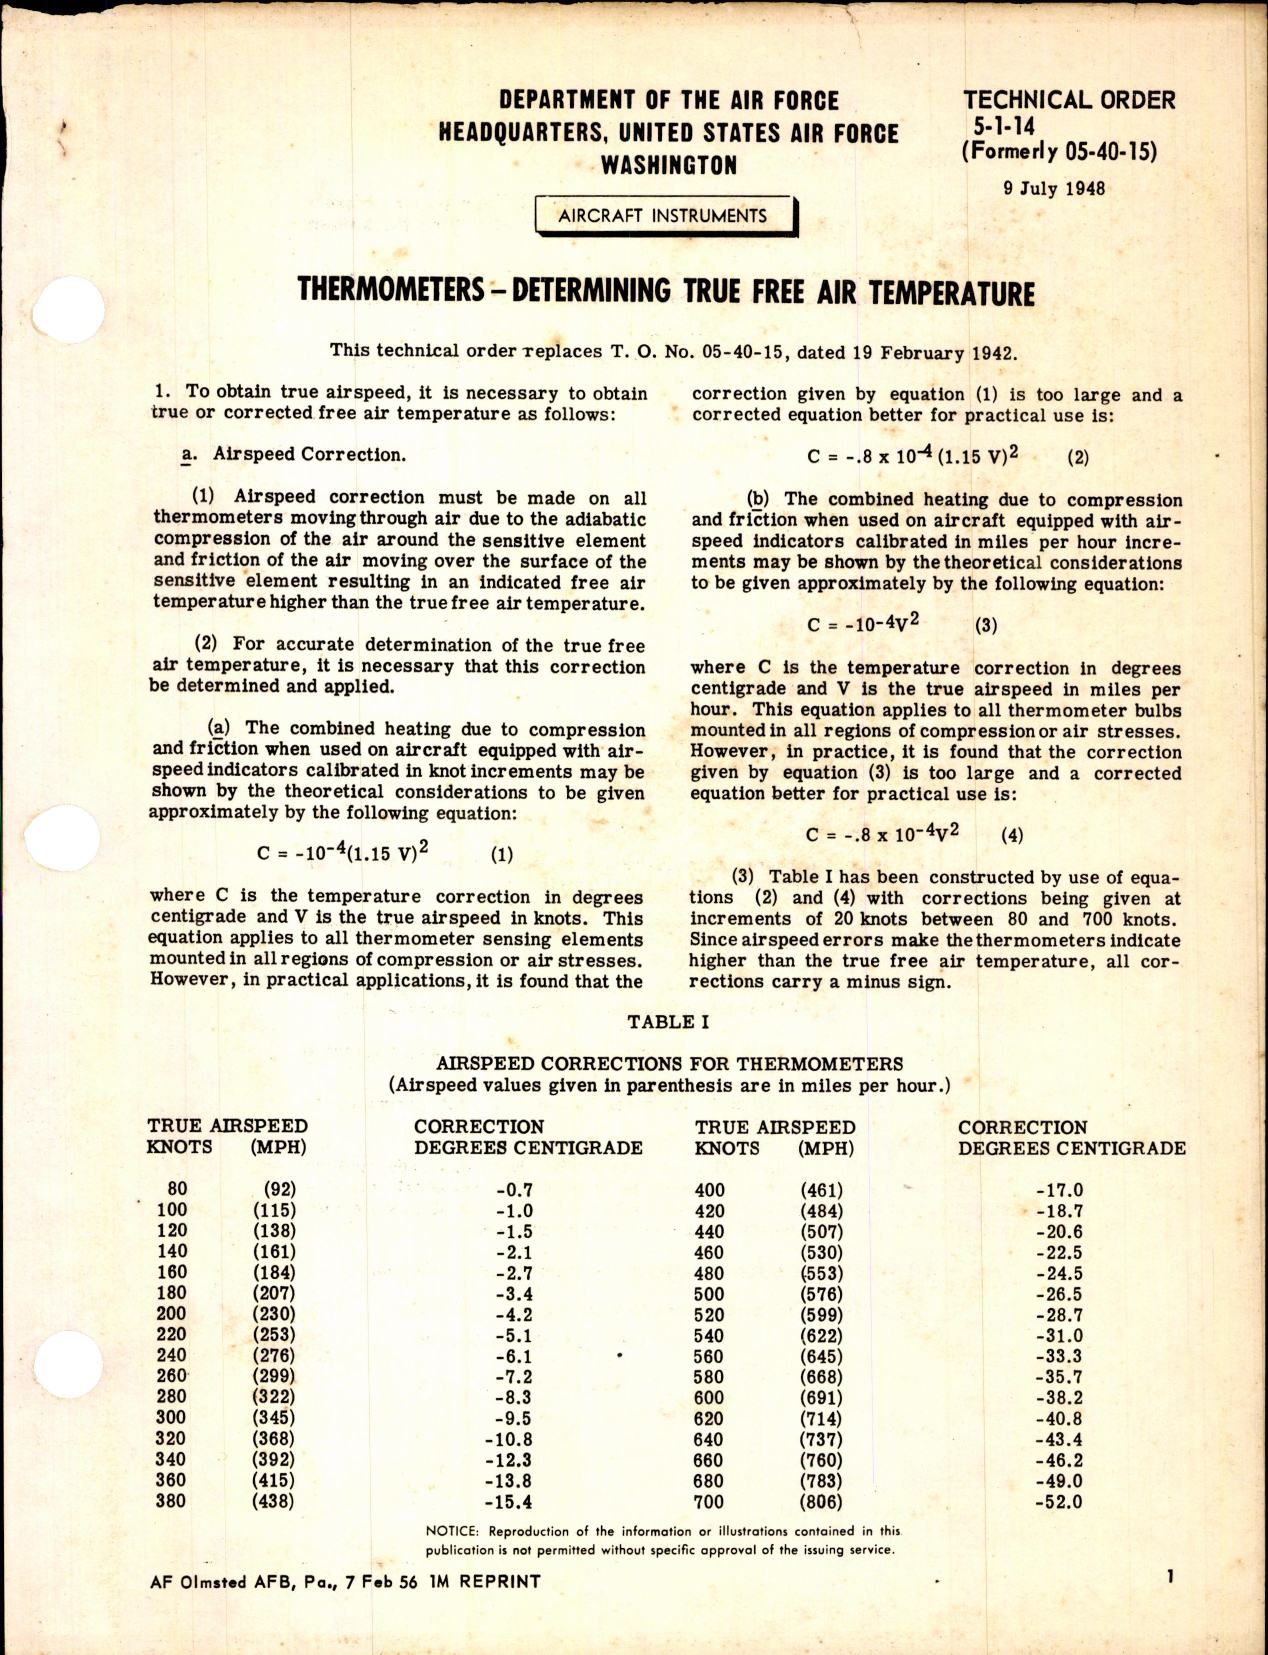 DEPARTMENT OF THE AIR FORCE
HEADQUARTERS, UNITED STATES AIR FORCE
WASHINGTON
TECHNICAL ORDER
5-1-14
(Formerly 05-40-15)
9 July 1948
AIRCRAFT INSTRUMENTS
THERMOMETERS – DETERMINING TRUE FREE AIR TEMPERATURE
This technical order replaces T. O. No. 05-40-15, dated 19 February 1942.
1. To obtain true airspeed, it is necessary to obtain
true or corrected free air temperature as follows:
a. Airspeed Correction.
(1) Airspeed correction must be made on all
thermometers moving through air due to the adiabatic
compression of the air around the sensitive element
and friction of the air moving over the surface of the
sensitive element resulting in an indicated free air
temperature higher than the true free air temperature.
(2) For accurate determination of the true free
air temperature, it is necessary that this correction
be determined and applied.
(a) The combined heating due to compression
and friction when used on aircraft equipped with air-
speed indicators calibrated in knot increments may be
shown by the theoretical considerations to be given
approximately by the following equation:
C = -10⁻⁴(1.15 V)² (1)
where C is the temperature correction in degrees
centigrade and V is the true airspeed in knots. This
equation applies to all thermometer sensing elements
mounted in all regions of compression or air stresses.
However, in practical applications, it is found that the
correction given by equation (1) is too large and a
corrected equation better for practical use is:
C = -.8 x 10⁻⁴ (1.15 V)² (2)
(b) The combined heating due to compression
and friction when used on aircraft equipped with air-
speed indicators calibrated in miles per hour incre-
ments may be shown by the theoretical considerations
to be given approximately by the following equation:
C = -10⁻⁴V² (3)
where C is the temperature correction in degrees
centigrade and V is the true airspeed in miles per
hour. This equation applies to all thermometer bulbs
mounted in all regions of compression or air stresses.
However, in practice, it is found that the correction
given by equation (3) is too large and a corrected
equation better for practical use is:
C = -.8 x 10⁻⁴V² (4)
(3) Table I has been constructed by use of equa-
tions (2) and (4) with corrections being given at
increments of 20 knots between 80 and 700 knots.
Since airspeed errors make the thermometers indicate
higher than the true free air temperature, all cor-
rections carry a minus sign.
TABLE I
AIRSPEED CORRECTIONS FOR THERMOMETERS
(Airspeed values given in parenthesis are in miles per hour.)
TRUE AIRSPEED CORRECTION TRUE AIRSPEED CORRECTION
KNOTS (MPH) DEGREES CENTIGRADE KNOTS (MPH) DEGREES CENTIGRADE
80 (92) -0.7 400 (461) -17.0
100 (115) -1.0 420 (484) -18.7
120 (138) -1.5 440 (507) -20.6
140 (161) -2.1 460 (530) -22.5
160 (184) -2.7 480 (553) -24.5
180 (207) -3.4 500 (576) -26.5
200 (230) -4.2 520 (599) -28.7
220 (253) -5.1 540 (622) -31.0
240 (276) -6.1 560 (645) -33.3
260 (299) -7.2 580 (668) -35.7
280 (322) -8.3 600 (691) -38.2
300 (345) -9.5 620 (714) -40.8
320 (368) -10.8 640 (737) -43.4
340 (392) -12.3 660 (760) -46.2
360 (415) -13.8 680 (783) -49.0
380 (438) -15.4 700 (806) -52.0
NOTICE: Reproduction of the information or illustrations contained in this
publication is not permitted without specific approval of the issuing service.
AF Olmsted AFB, Pa., 7 Feb 56 1M REPRINT
1